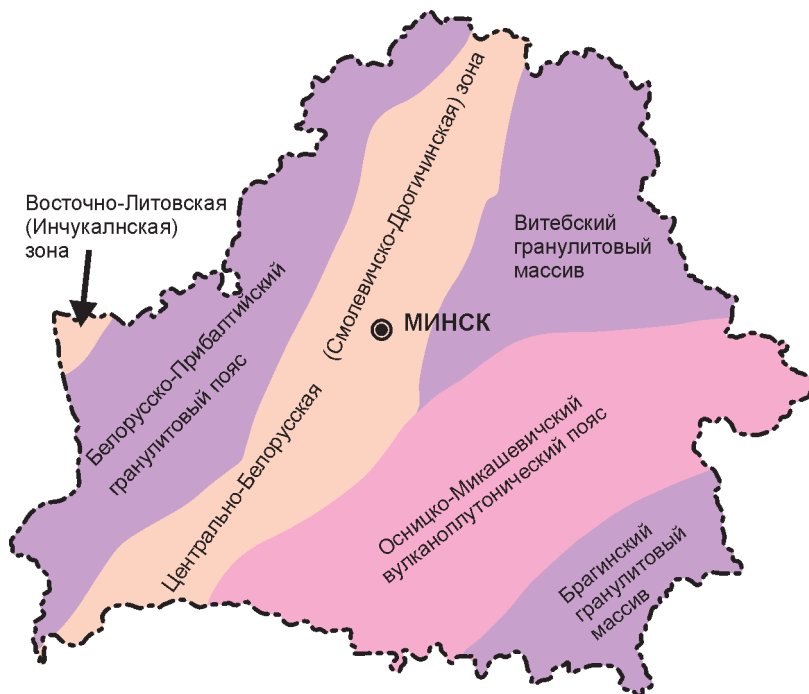 Восточно-Литовская
(Инчукалнская)
зона
Белорусско-Прибалтийский
гранулитовый пояс
Центрально-Белорусская
(Смолевичско-Дрогичинская) зона
МИНСК
Витебский
гранулитовый
массив
Осницко-Микашевичский
вулканоплутонический пояс
Брагинский
гранулитовый
массив